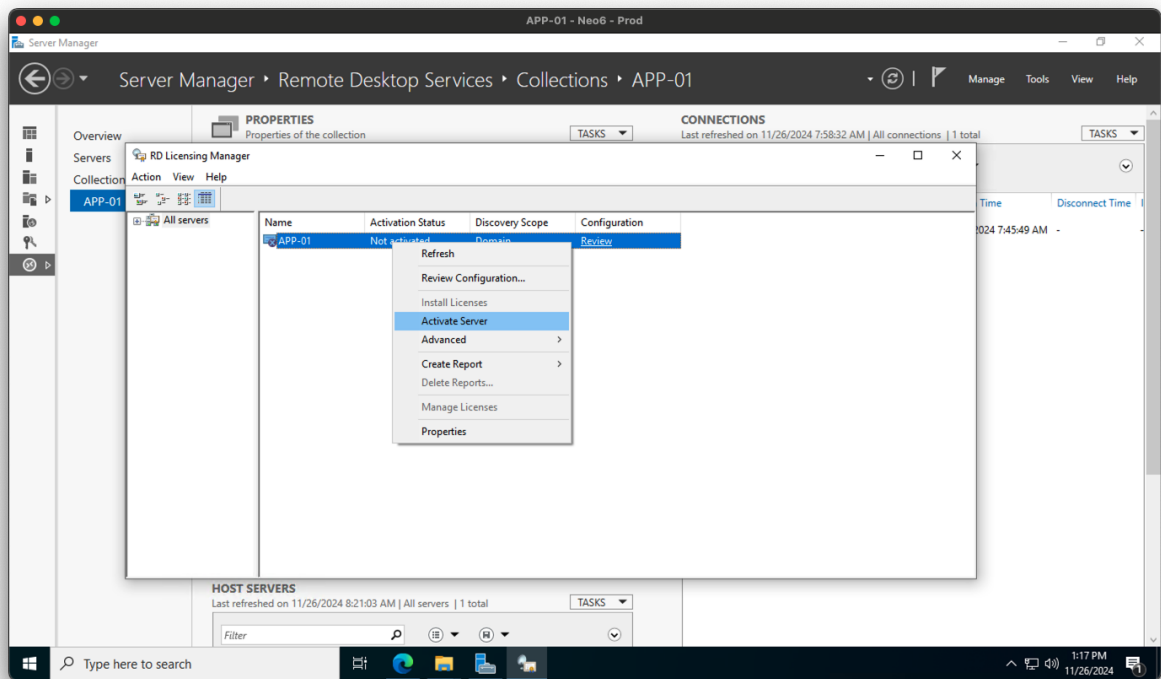 APP-01 - Neo6 - Prod
Server Manager
Server Manager ‣ Remote Desktop Services ‣ Collections ‣ APP-01
Manage Tools View Help
Overview
Servers
Collection
APP-01
PROPERTIES
Properties of the collection
TASKS
CONNECTIONS
Last refreshed on 11/26/2024 7:58:32 AM | All connections | 1 total
TASKS
Time Disconnect Time
2024 7:45:49 AM - -
RD Licensing Manager
Action View Help
All servers
Name Activation Status Discovery Scope Configuration
APP-01 Not activated Domain Review
Refresh
Review Configuration...
Install Licenses
Activate Server
Advanced
Create Report
Delete Reports...
Manage Licenses
Properties
HOST SERVERS
Last refreshed on 11/26/2024 8:21:03 AM | All servers | 1 total
TASKS
Filter
Type here to search
1:17 PM
11/26/2024
1